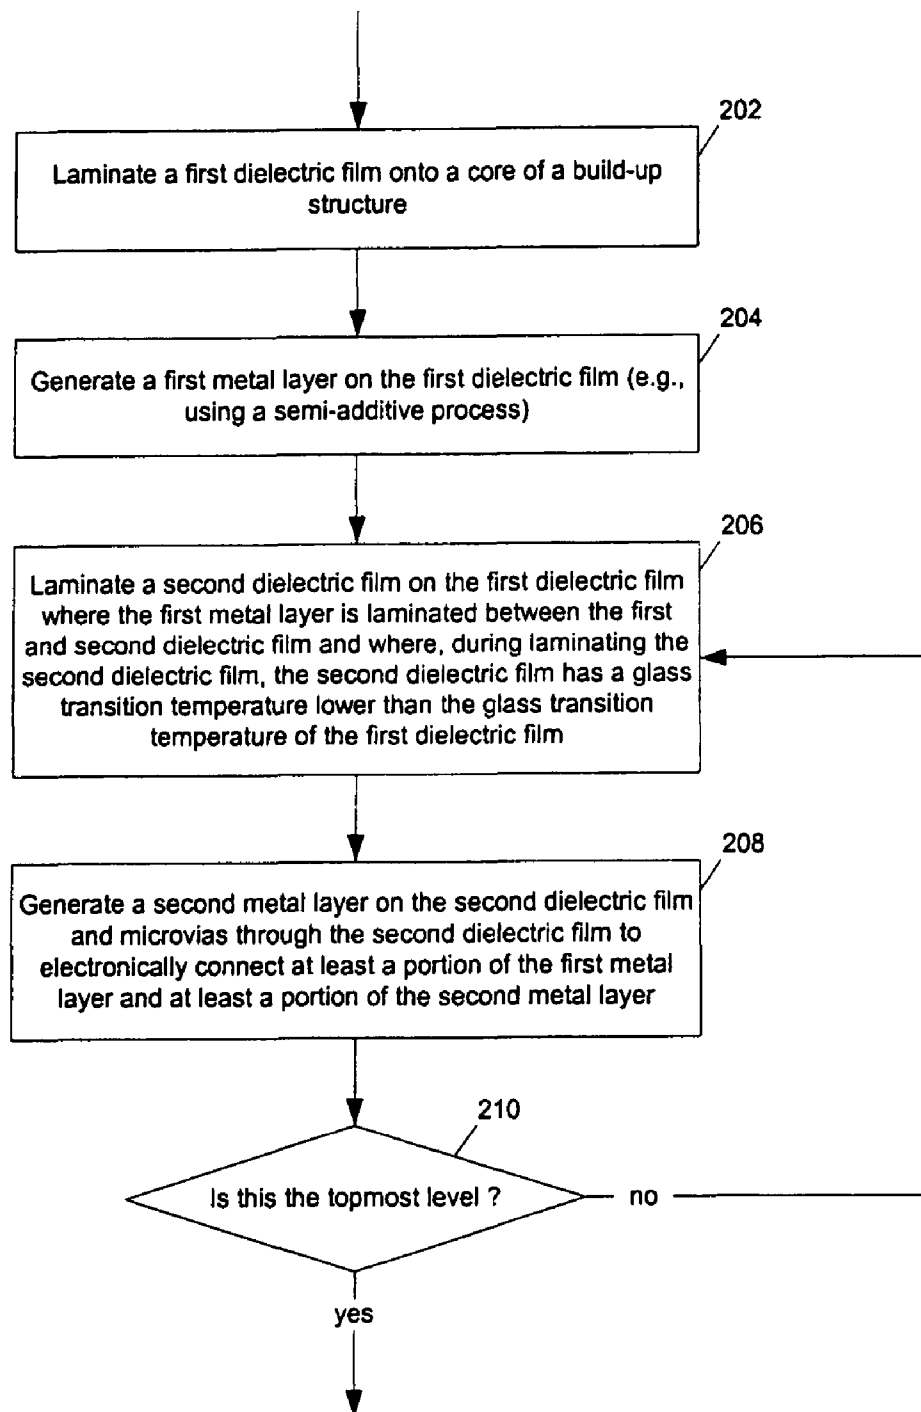 202
Laminate a first dielectric film onto a core of a build-up
structure
204
Generate a first metal layer on the first dielectric film (e.g.,
using a semi-additive process)
206
Laminate a second dielectric film on the first dielectric film
where the first metal layer is laminated between the first
and second dielectric film and where, during laminating the
second dielectric film, the second dielectric film has a glass
transition temperature lower than the glass transition
temperature of the first dielectric film
208
Generate a second metal layer on the second dielectric film
and microvias through the second dielectric film to
electronically connect at least a portion of the first metal
layer and at least a portion of the second metal layer
210
Is this the topmost level ?
no
yes